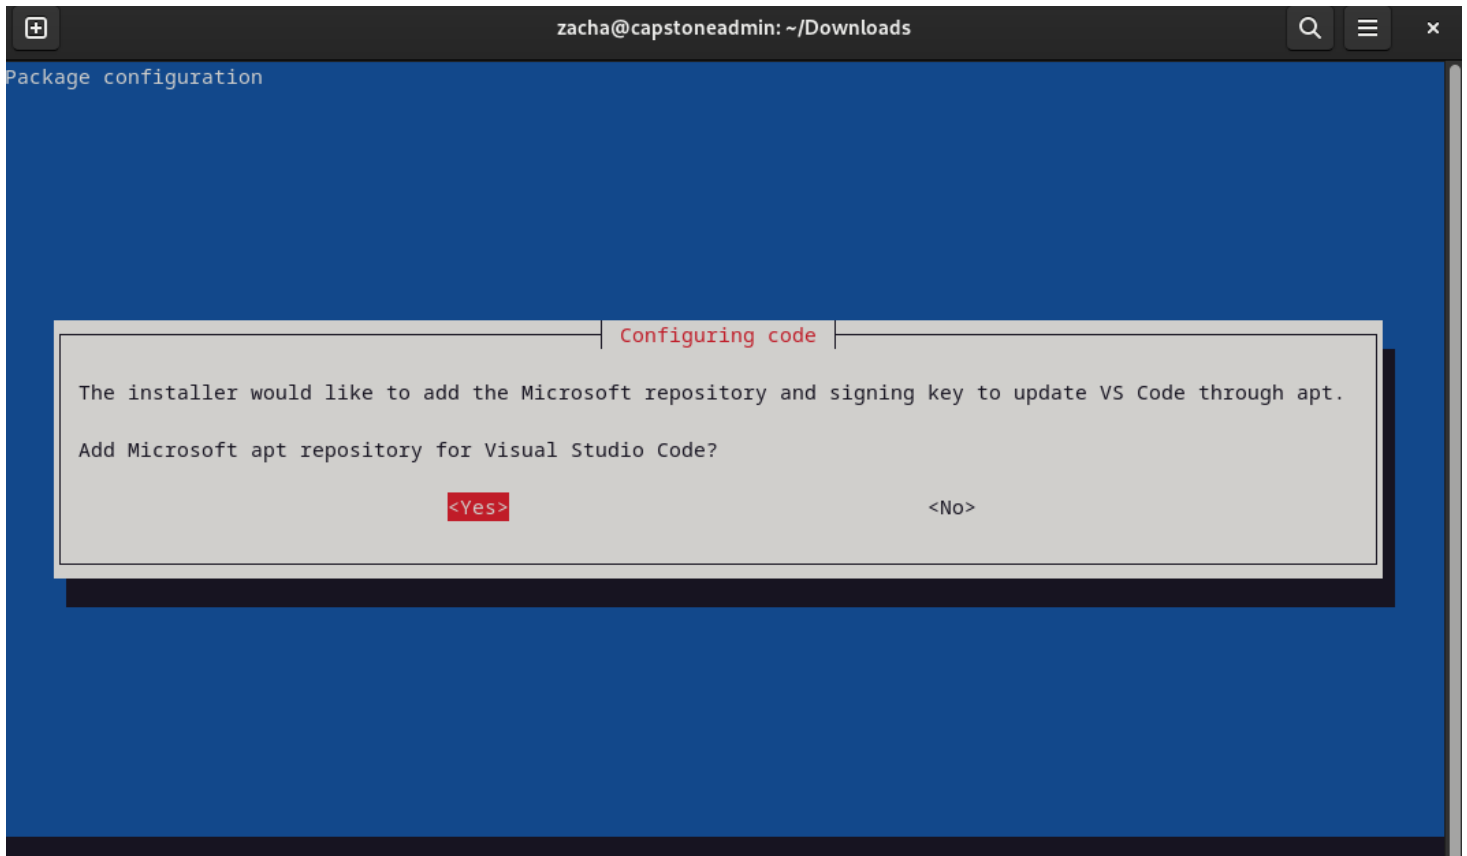 zacha@capstoneadmin: ~/Downloads
Package configuration
Configuring code
The installer would like to add the Microsoft repository and signing key to update VS Code through apt.
Add Microsoft apt repository for Visual Studio Code?
<Yes> <No>